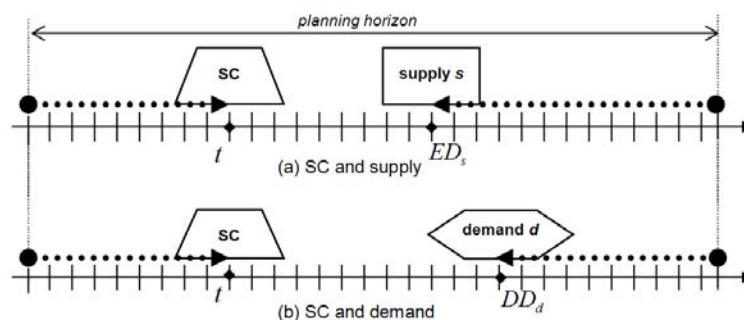 planning horizon
SC
supply s
t
ED_s
(a) SC and supply
SC
demand d
t
DD_d
(b) SC and demand